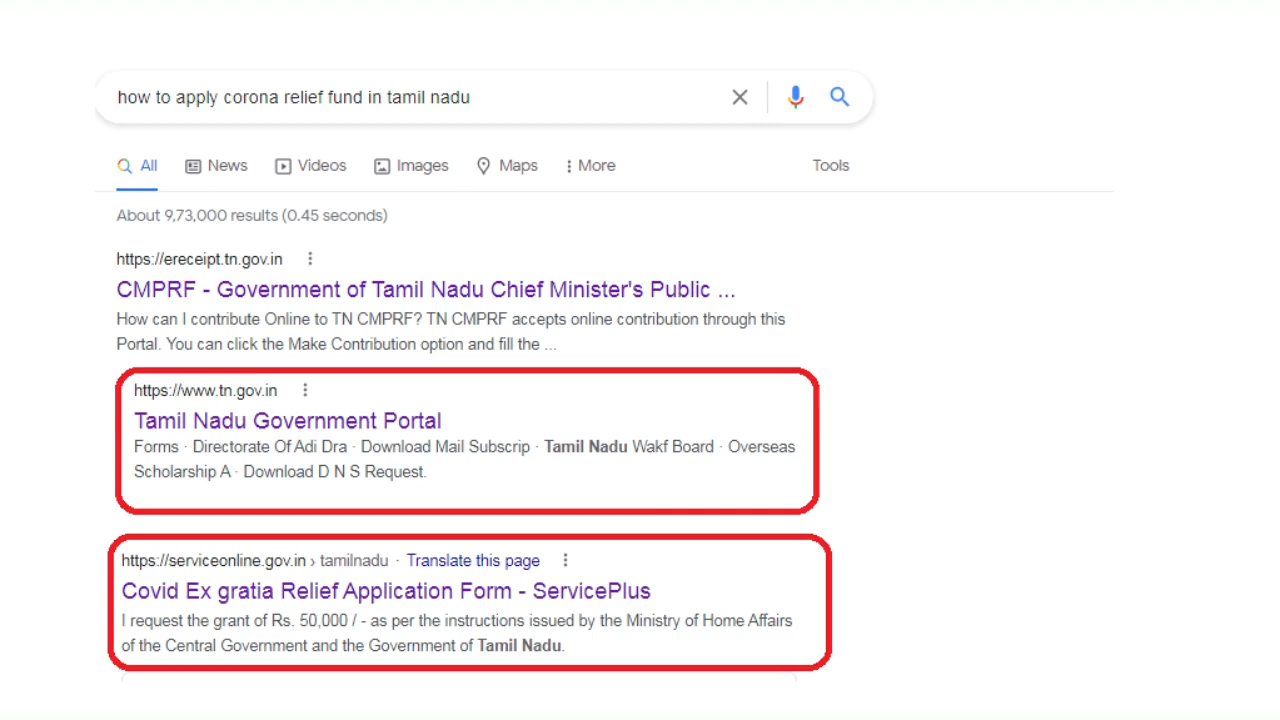 how to apply corona relief fund in tamil nadu
All News Videos Images Maps More Tools
About 9,73,000 results (0.45 seconds)
https://ereceipt.tn.gov.in
CMPRF - Government of Tamil Nadu Chief Minister's Public ...
How can I contribute Online to TN CMPRF? TN CMPRF accepts online contribution through this
Portal. You can click the Make Contribution option and fill the ...
https://www.tn.gov.in
Tamil Nadu Government Portal
Forms · Directorate Of Adi Dra · Download Mail Subscrip · Tamil Nadu Wakf Board · Overseas
Scholarship A · Download D N S Request.
https://serviceonline.gov.in › tamilnadu · Translate this page
Covid Ex gratia Relief Application Form - ServicePlus
I request the grant of Rs. 50,000 / - as per the instructions issued by the Ministry of Home Affairs
of the Central Government and the Government of Tamil Nadu.